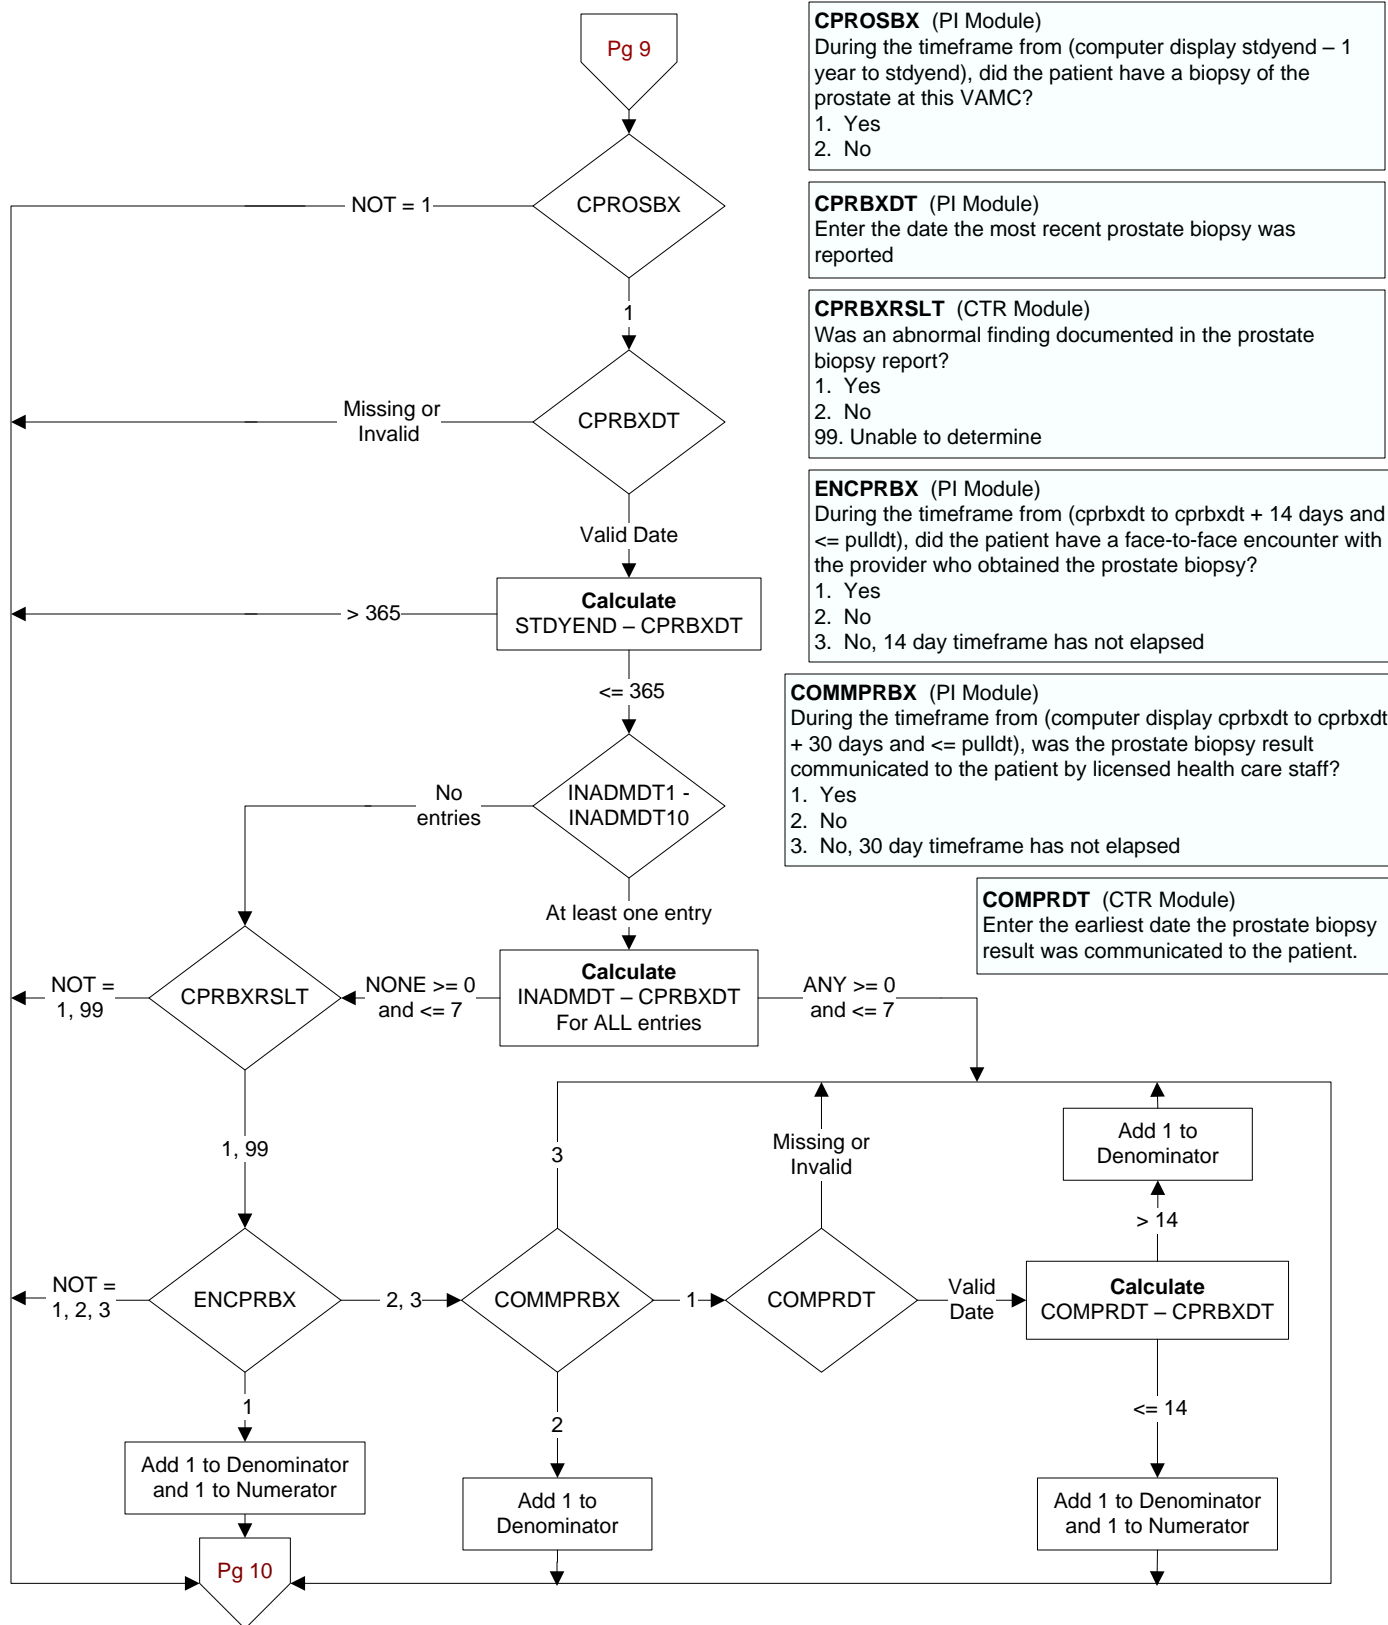 Pg 9
CPROSBX
NOT = 1
1
CPRBXDT
Missing or
Invalid
Valid Date
Calculate
STDYEND – CPRBXDT
> 365
<= 365
INADMDT1 -
INADMDT10
No
entries
At least one entry
Calculate
INADMDT – CPRBXDT
For ALL entries
NONE >= 0
and <= 7
ANY >= 0
and <= 7
CPRBXRSLT
NOT =
1, 99
1, 99
ENCPRBX
NOT =
1, 2, 3
2, 3
1
Add 1 to Denominator
and 1 to Numerator
COMMPRBX
3
1
2
Add 1 to
Denominator
COMPRDT
Missing or
Invalid
Valid
Date
Calculate
COMPRDT – CPRBXDT
> 14
Add 1 to
Denominator
<= 14
Add 1 to Denominator
and 1 to Numerator
Pg 10
CPROSBX (PI Module)
During the timeframe from (computer display stdyend – 1
year to stdyend), did the patient have a biopsy of the
prostate at this VAMC?
1. Yes
2. No
CPRBXDT (PI Module)
Enter the date the most recent prostate biopsy was
reported
CPRBXRSLT (CTR Module)
Was an abnormal finding documented in the prostate
biopsy report?
1. Yes
2. No
99. Unable to determine
ENCPRBX (PI Module)
During the timeframe from (cprbxdt to cprbxdt + 14 days and
<= pulldt), did the patient have a face-to-face encounter with
the provider who obtained the prostate biopsy?
1. Yes
2. No
3. No, 14 day timeframe has not elapsed
COMMPRBX (PI Module)
During the timeframe from (computer display cprbxdt to cprbxdt
+ 30 days and <= pulldt), was the prostate biopsy result
communicated to the patient by licensed health care staff?
1. Yes
2. No
3. No, 30 day timeframe has not elapsed
COMPRDT (CTR Module)
Enter the earliest date the prostate biopsy
result was communicated to the patient.